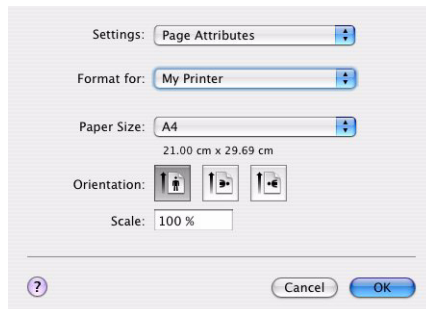 Settings: Page Attributes
Format for: My Printer
Paper Size: A4
21.00 cm x 29.69 cm
Orientation:
Scale: 100 %
? Cancel OK